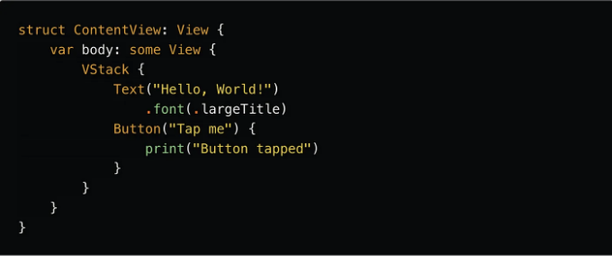 struct ContentView: View {
    var body: some View {
        VStack {
            Text("Hello, World!")
                .font(.largeTitle)
            Button("Tap me") {
                print("Button tapped")
            }
        }
    }
}